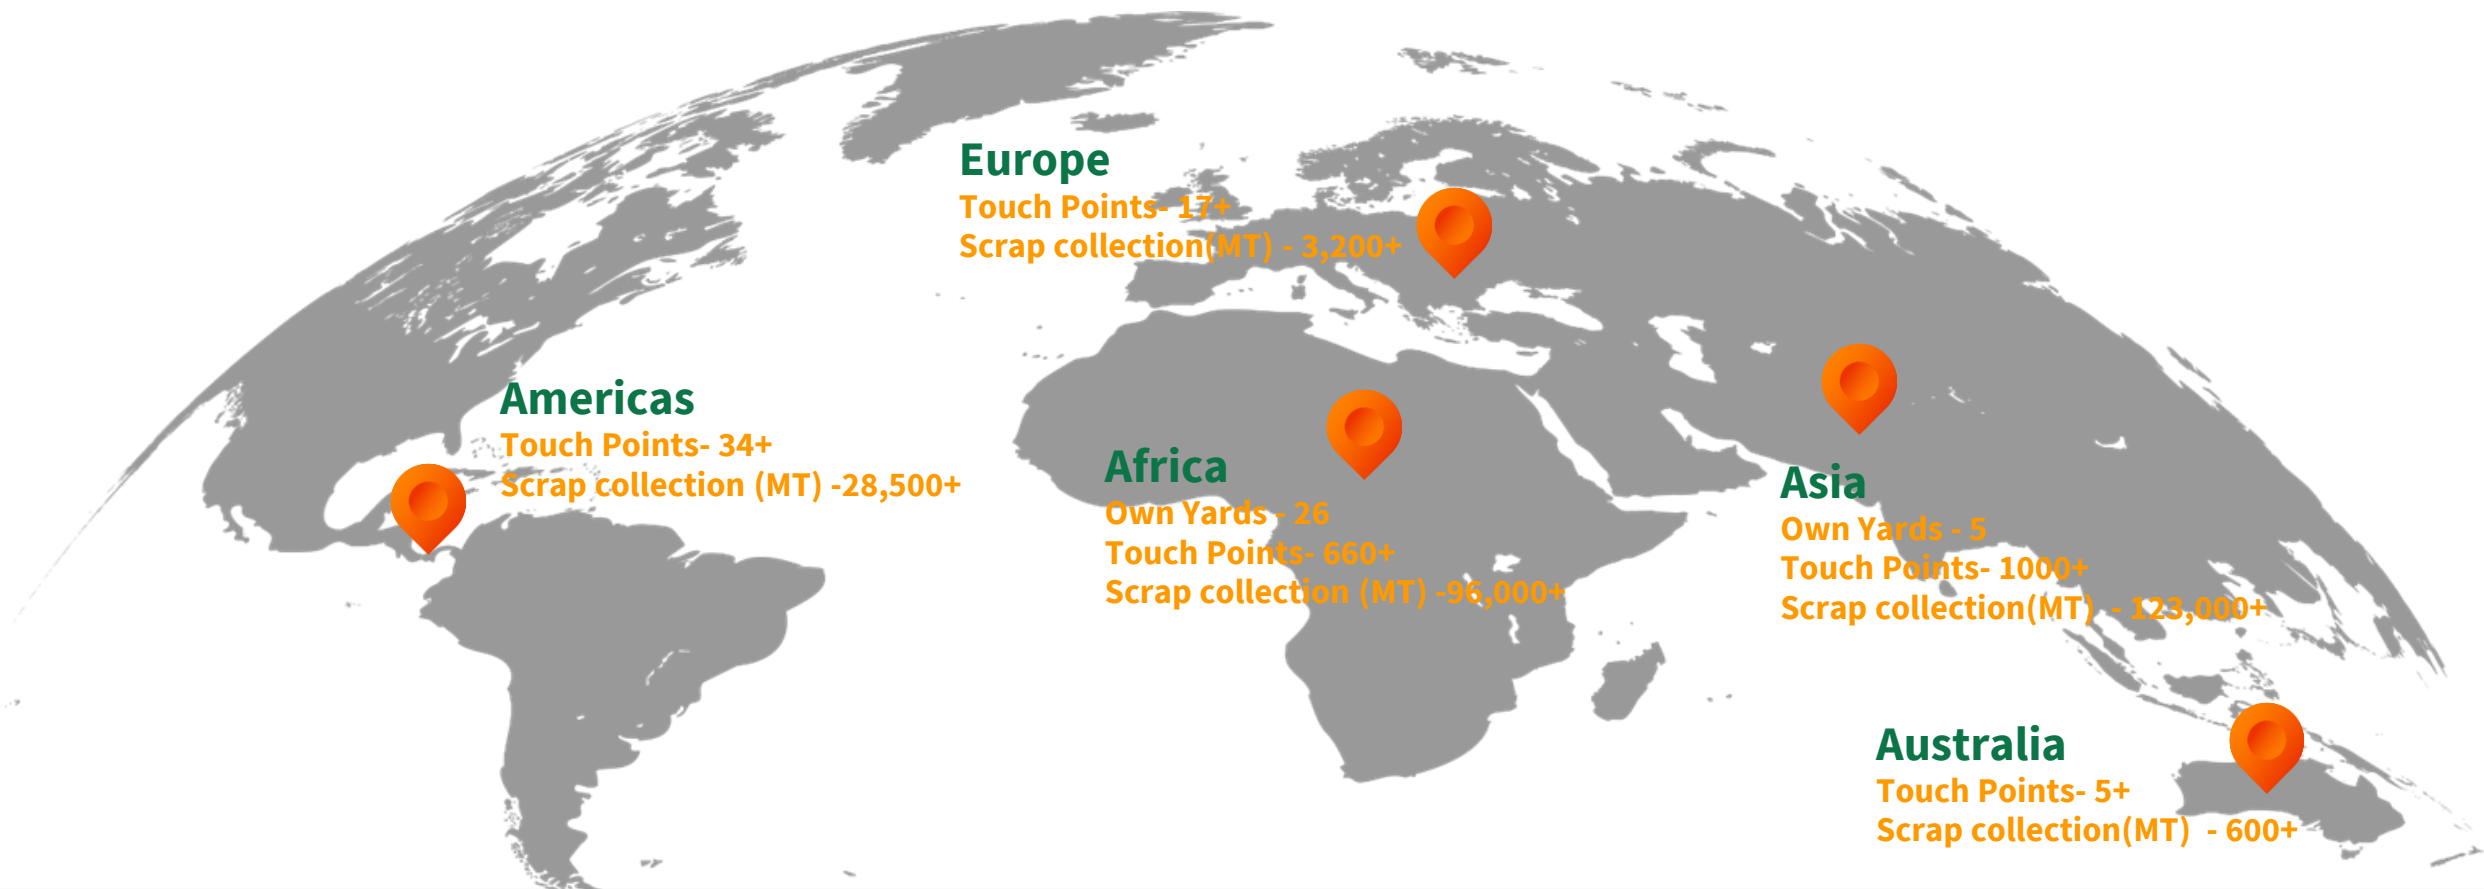 Europe
Touch Points- 17+
Scrap collection(MT) - 3,200+
Americas
Touch Points- 34+
Scrap collection (MT) -28,500+
Africa
Own Yards - 26
Touch Points- 660+
Scrap collection (MT) -96,000+
Asia
Own Yards - 5
Touch Points- 1000+
Scrap collection(MT) - 123,000+
Australia
Touch Points- 5+
Scrap collection(MT) - 600+